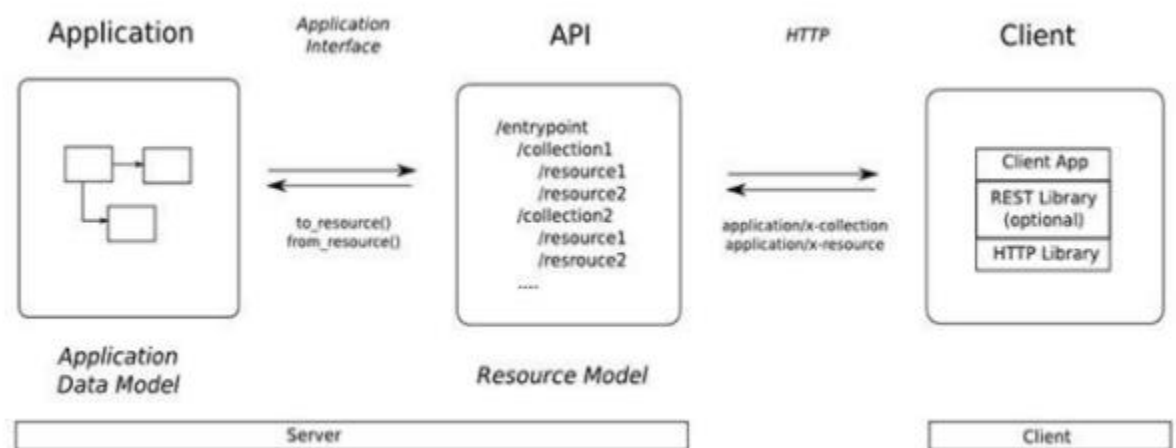 Application
Application
Interface
API
HTTP
Client
/entrypoint
/collection1
/resource1
/resource2
/collection2
/resource1
/resrouce2
....
to_resource()
from_resource()
application/x-collection
application/x-resource
Client App
REST Library
(optional)
HTTP Library
Application
Data Model
Resource Model
Server
Client